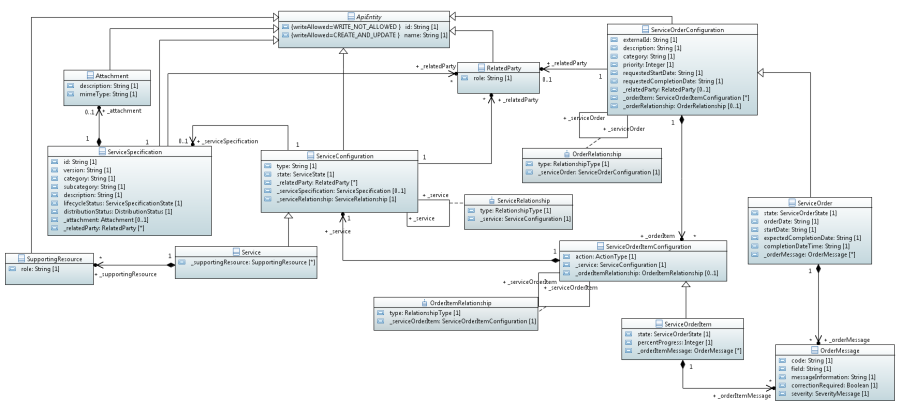 ApiEntity
{writeAllowed=WRITE_NOT_ALLOWED } id: String [1]
{writeAllowed=CREATE_AND_UPDATE } name: String [1]
ServiceOrderConfiguration
externalId: String [1]
description: String [1]
category: String [1]
priority: Integer [1]
requestedStartDate: String [1]
requestedCompletionDate: String [1]
_relatedParty: RelatedParty [0..1]
_orderItem: ServiceOrderItemConfiguration [*]
_orderRelationship: OrderRelationship [1]
Attachment
description: String [1]
mimeType: String [1]
RelatedParty
role: String [1]
+ _relatedParty
*
+ _relatedParty
0..1
1
* + _relatedParty
0..1 + _attachment
1
1
1
+ _serviceOrder
+ _serviceOrder
1
ServiceSpecification
id: String [1]
version: String [1]
category: String [1]
subcategory: String [1]
description: String [1]
lifecycleStatus: ServiceSpecificationState [1]
distributionStatus: DistributionStatus [1]
_attachment: Attachment [0..1]
_relatedParty: RelatedParty [*]
0..1 + _serviceSpecification
1
ServiceConfiguration
type: String [1]
state: ServiceState [1]
_relatedParty: RelatedParty [*]
_serviceSpecification: ServiceSpecification [0..1]
_serviceRelationship: ServiceRelationship [1]
1
OrderRelationship
type: RelationshipType [1]
_serviceOrder: ServiceOrderConfiguration [1]
+ _service
+ _service
ServiceRelationship
type: RelationshipType [1]
_service: ServiceConfiguration [1]
ServiceOrder
state: ServiceOrderState [1]
orderDate: String [1]
startDate: String [1]
expectedCompletionDate: String [1]
completionDateTime: String [1]
_orderMessage: OrderMessage [*]
1
1
+ _service
+ _orderItem *
SupportingResource
role: String [1]
*
+ _supportingResource
1
Service
_supportingResource: SupportingResource [*]
1
ServiceOrderItemConfiguration
action: ActionType [1]
_service: ServiceConfiguration [1]
_orderItemRelationship: OrderItemRelationship [0..1]
+ _serviceOrderItem
+ _serviceOrderItem
OrderItemRelationship
type: RelationshipType [1]
_serviceOrderItem: ServiceOrderItemConfiguration [1]
ServiceOrderItem
state: ServiceOrderState [1]
percentProgress: Integer [1]
_orderItemMessage: OrderMessage [*]
1
* + _orderMessage
OrderMessage
code: String [1]
field: String [1]
messageInformation: String [1]
correctionRequired: Boolean [1]
severity: SeverityMessage [1]
*
+ _orderItemMessage